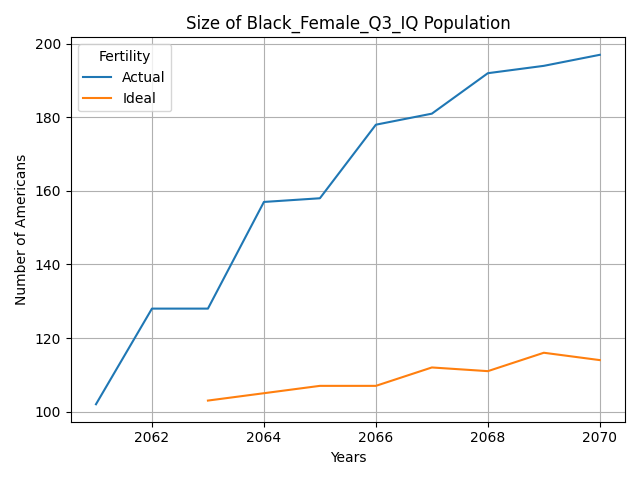 Size of Black_Female_Q3_IQ Population
Fertility
Actual
Ideal
Number of Americans
200
180
160
140
120
100
2062
2064
2066
2068
2070
Years